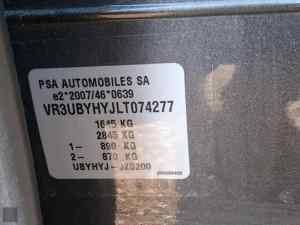 PSA AUTOMOBILES SA
e2*2007/46*0639
VR3UBYHYJLT074277
1645 KG
2845 KG
1- 890 KG
2- 870 KG
UBYHYJ-